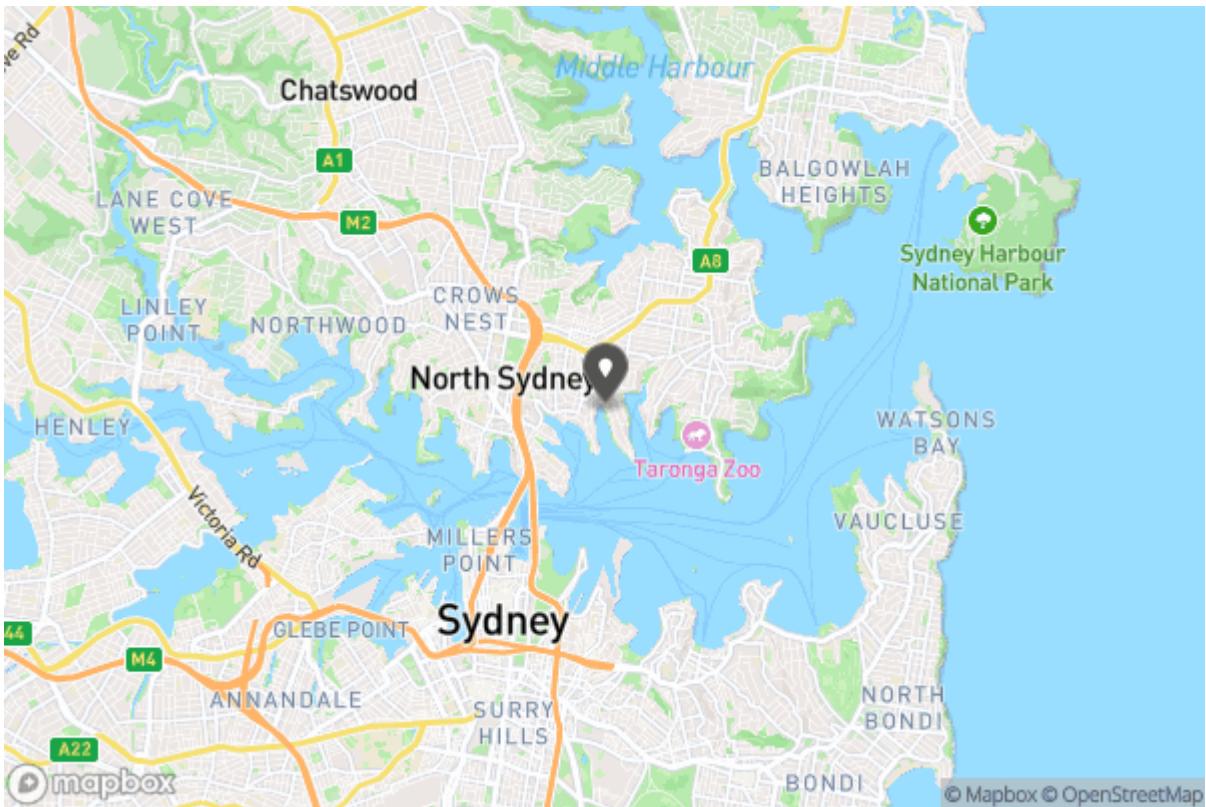 ve Rd
Chatswood
Middle Harbour
A1
BALGOWLAH
HEIGHTS
LANE COVE
WEST
M2
Sydney Harbour
National Park
A8
CROWS
NEST
LINLEY
POINT
NORTHWOOD
North Sydney
HENLEY
WATSONS
BAY
Taronga Zoo
Victoria Rd
VAUCLUSE
MILLERS
POINT
Sydney
GLEBE POINT
44
M4
ANNANDALE
NORTH
BONDI
SURRY
HILLS
A22
BONDI
mapbox
© Mapbox © OpenStreetMap